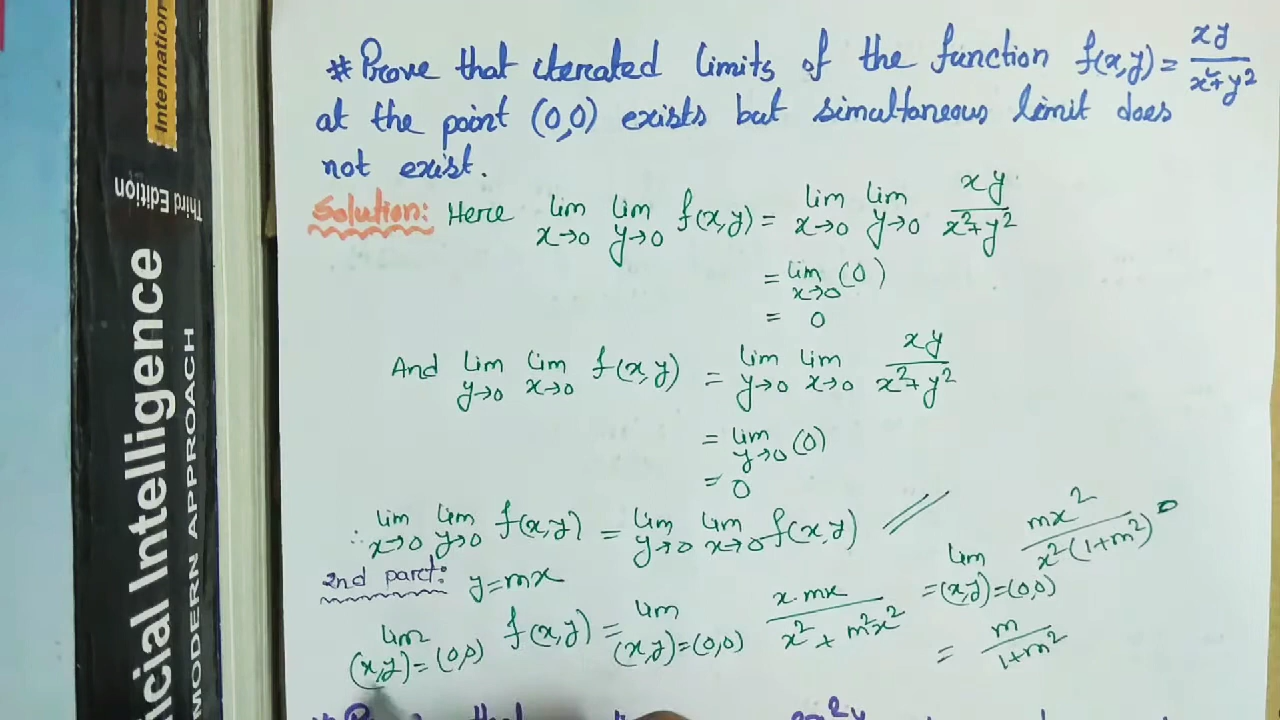 # Prove that iterated limits of the function f(x,y) = xy / x²+y²
at the point (0,0) exists but simultaneous limit does
not exist.
Solution: Here lim x→0 lim y→0 f(x,y) = lim x→0 lim y→0 xy / x²+y²
= lim x→0 (0)
= 0
And lim y→0 lim x→0 f(x,y) = lim y→0 lim x→0 xy / x²+y²
= lim y→0 (0)
= 0
∴ lim x→0 lim y→0 f(x,y) = lim y→0 lim x→0 f(x,y) //
2nd part: y=mx
lim (x,y)=(0,0) f(x,y) = lim (x,y)=(0,0) x·mx / x²+m²x² = lim (x,y)=(0,0) mx² / x²(1+m²)
= m / 1+m²
that
International
Third Edition
ficial Intelligence
MODERN APPROACH